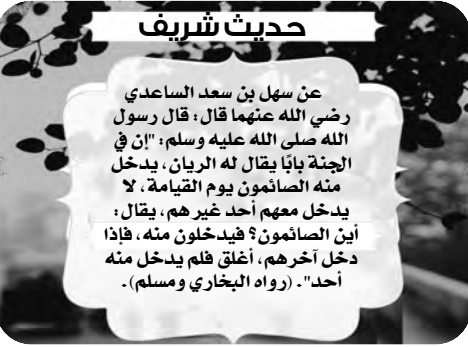 حديث شريف
عن سهل بن سعد الساعدي
رضي الله عنهما قال: قال رسول
الله صلى الله عليه وسلم: "إن في
الجنة بابًا يقال له الريان، يدخل
منه الصائمون يوم القيامة، لا
يدخل معهم أحد غيرهم، يقال:
أين الصائمون؟ فيدخلون منه، فإذا
دخل آخرهم، أغلق فلم يدخل منه
أحد". (رواه البخاري ومسلم).